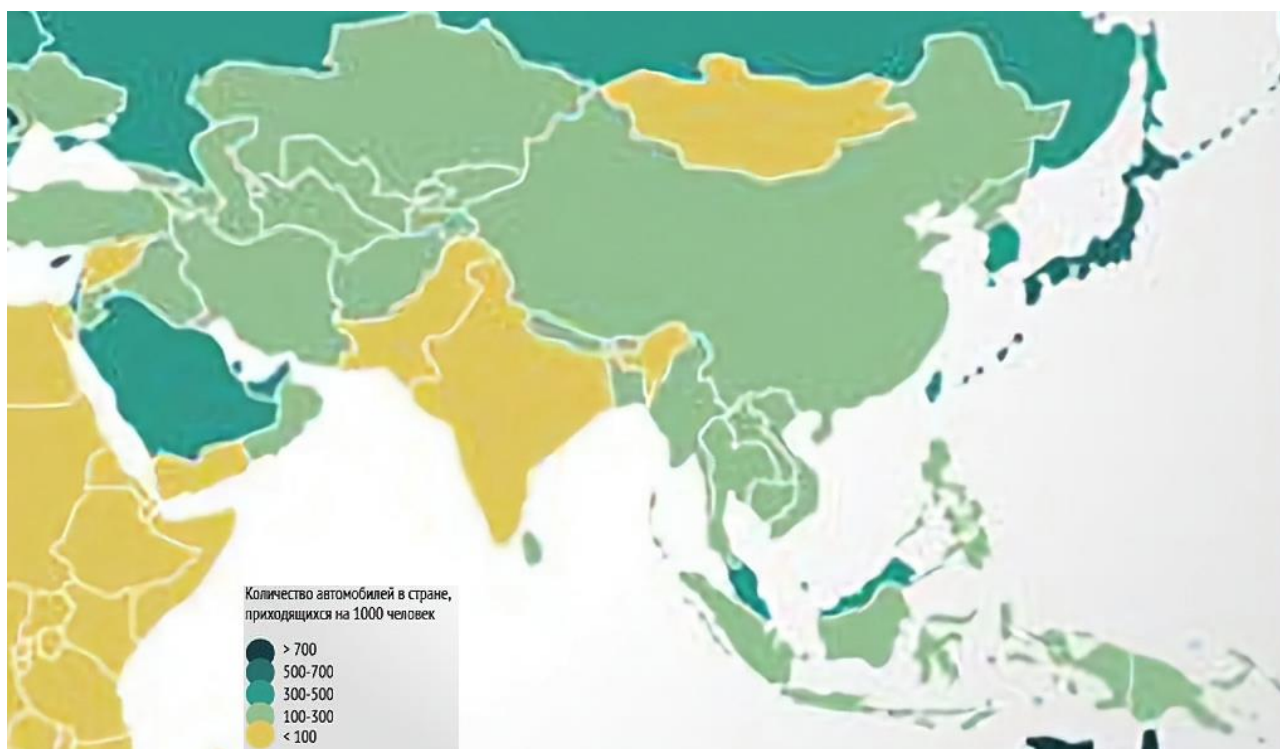 Количество автомобилей в стране,
приходящихся на 1000 человек
> 700
500-700
300-500
100-300
< 100